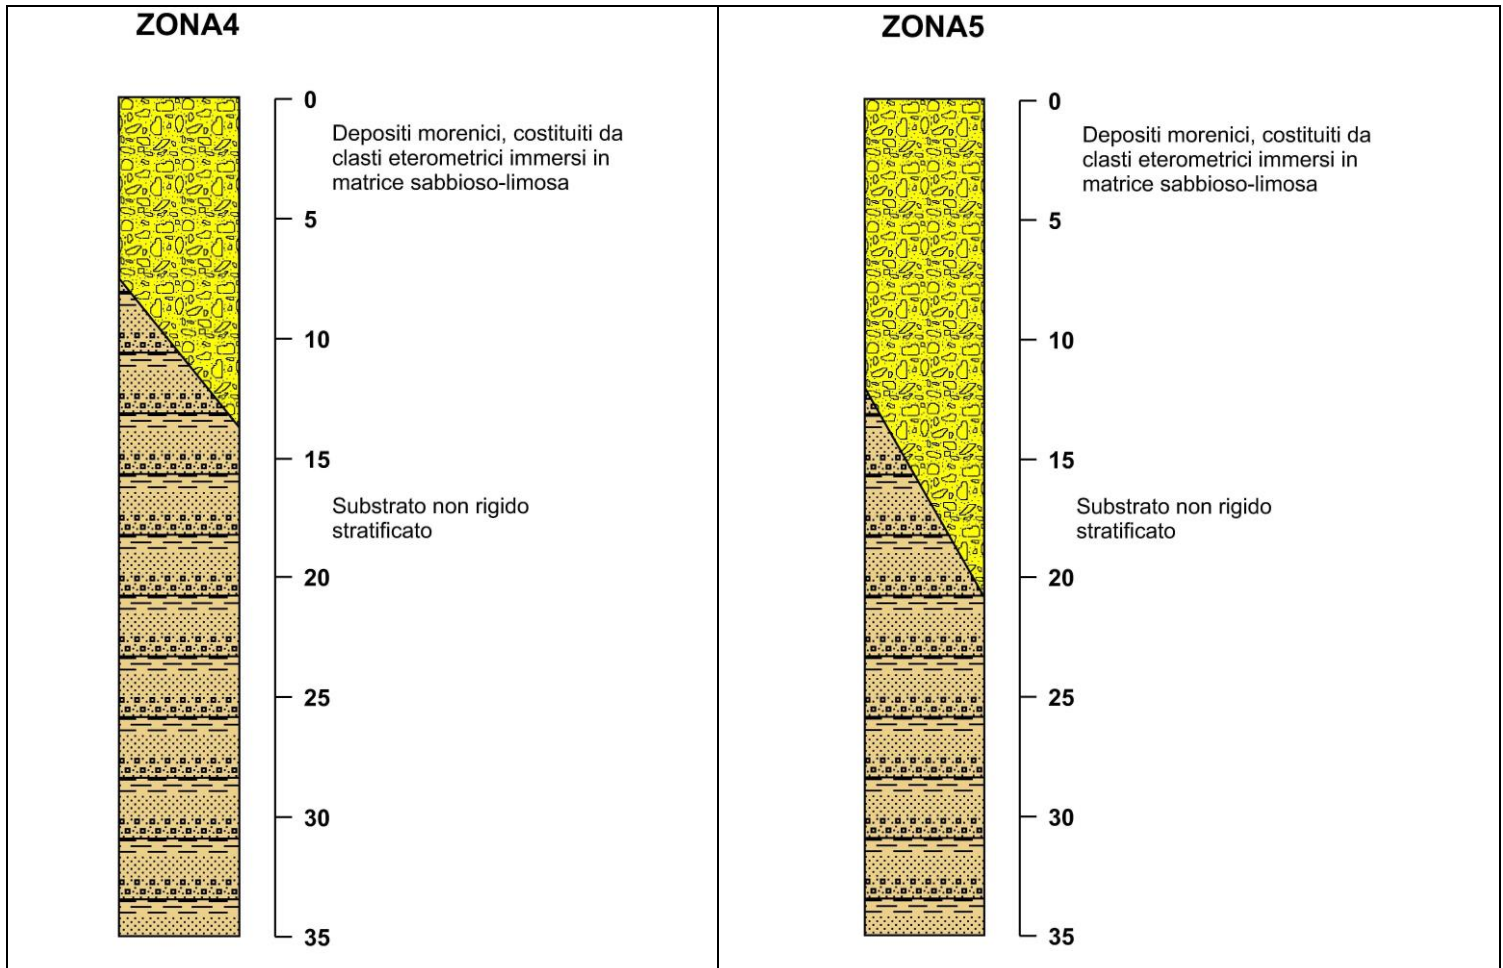 ZONA4
0
Depositi morenici, costituiti da
clasti eterometrici immersi in
matrice sabbioso-limosa
5
10
15
Substrato non rigido
stratificato
20
25
30
35
ZONA5
0
Depositi morenici, costituiti da
clasti eterometrici immersi in
matrice sabbioso-limosa
5
10
15
Substrato non rigido
stratificato
20
25
30
35